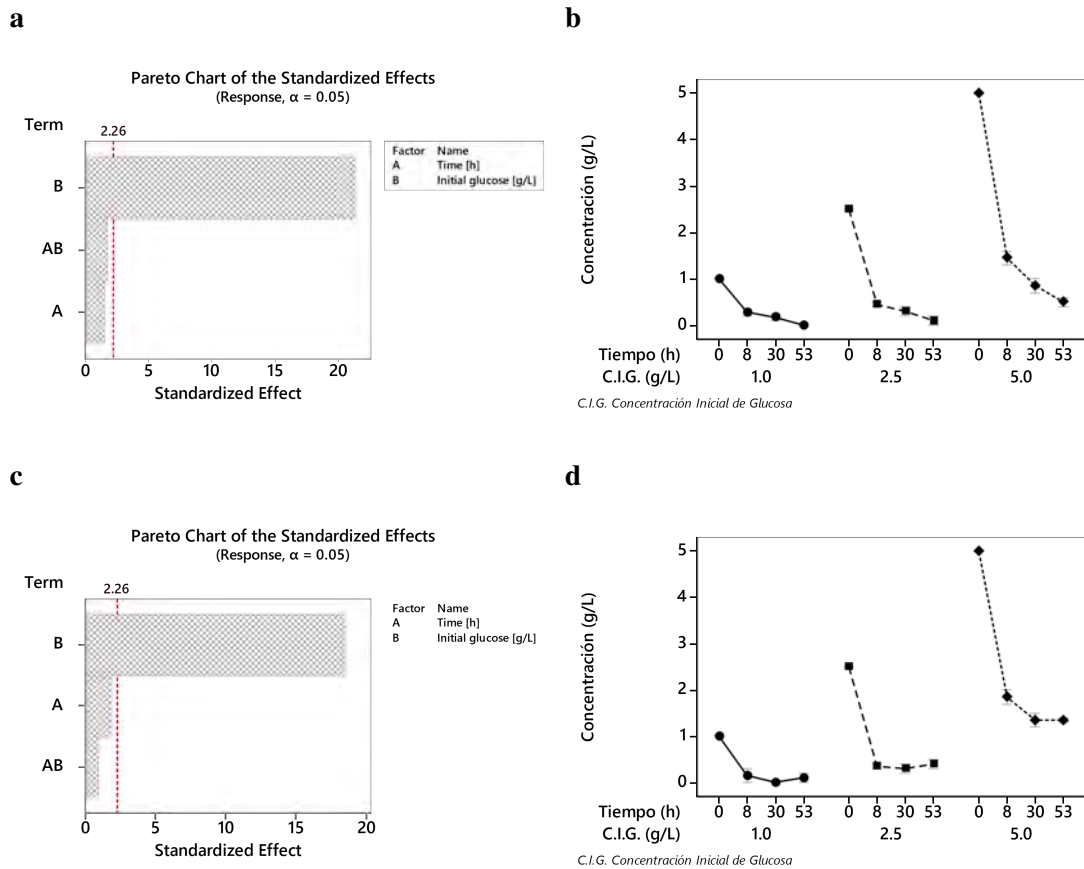 a
Pareto Chart of the Standardized Effects
(Response, α = 0.05)
Term
2.26
B
AB
A
0 5 10 15 20
Standardized Effect
Factor Name
A Time [h]
B Initial glucose [g/L]
b
Concentración (g/L)
5
4
3
2
1
0
Tiempo (h) 0 8 30 53 0 8 30 53 0 8 30 53
C.I.G. (g/L) 1.0 2.5 5.0
C.I.G. Concentración Inicial de Glucosa
c
Pareto Chart of the Standardized Effects
(Response, α = 0.05)
Term
2.26
B
A
AB
0 5 10 15 20
Standardized Effect
Factor Name
A Time [h]
B Initial glucose [g/L]
d
Concentración (g/L)
5
4
3
2
1
0
Tiempo (h) 0 8 30 53 0 8 30 53 0 8 30 53
C.I.G. (g/L) 1.0 2.5 5.0
C.I.G. Concentración Inicial de Glucosa